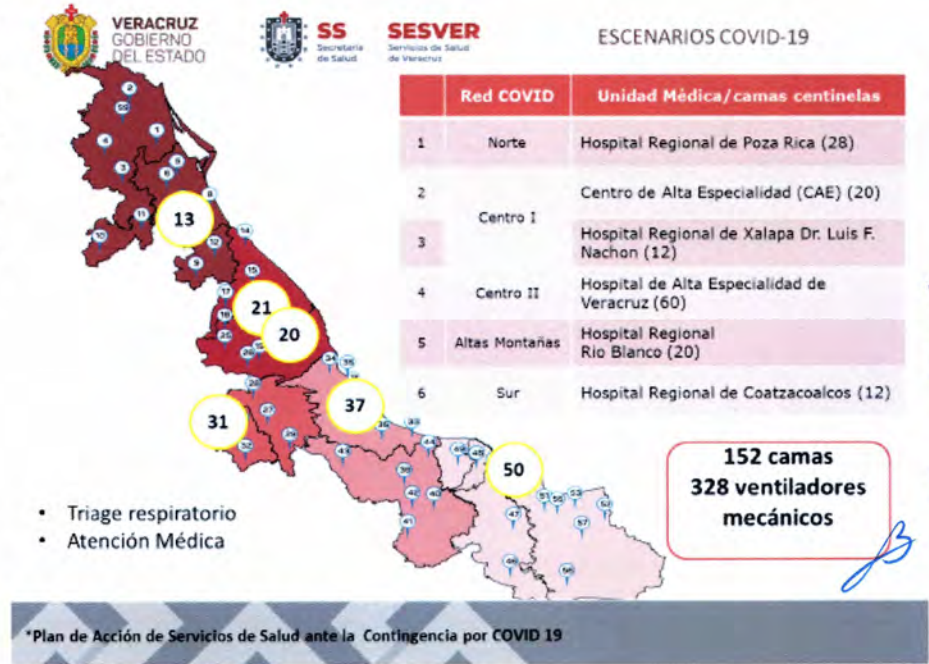 VERACRUZ
GOBIERNO
DEL ESTADO
SS
Secretaría
de Salud
SESVER
Servicios de Salud
de Veracruz
ESCENARIOS COVID-19
Red COVID Unidad Médica/camas centinelas
1 Norte Hospital Regional de Poza Rica (28)
2 Centro I Centro de Alta Especialidad (CAE) (20)
3 Hospital Regional de Xalapa Dr. Luis F.
Nachon (12)
4 Centro II Hospital de Alta Especialidad de
Veracruz (60)
5 Altas Montañas Hospital Regional
Rio Blanco (20)
6 Sur Hospital Regional de Coatzacoalcos (12)
13
21
20
31
37
50
152 camas
328 ventiladores
mecánicos
• Triage respiratorio
• Atención Médica
*Plan de Acción de Servicios de Salud ante la Contingencia por COVID 19